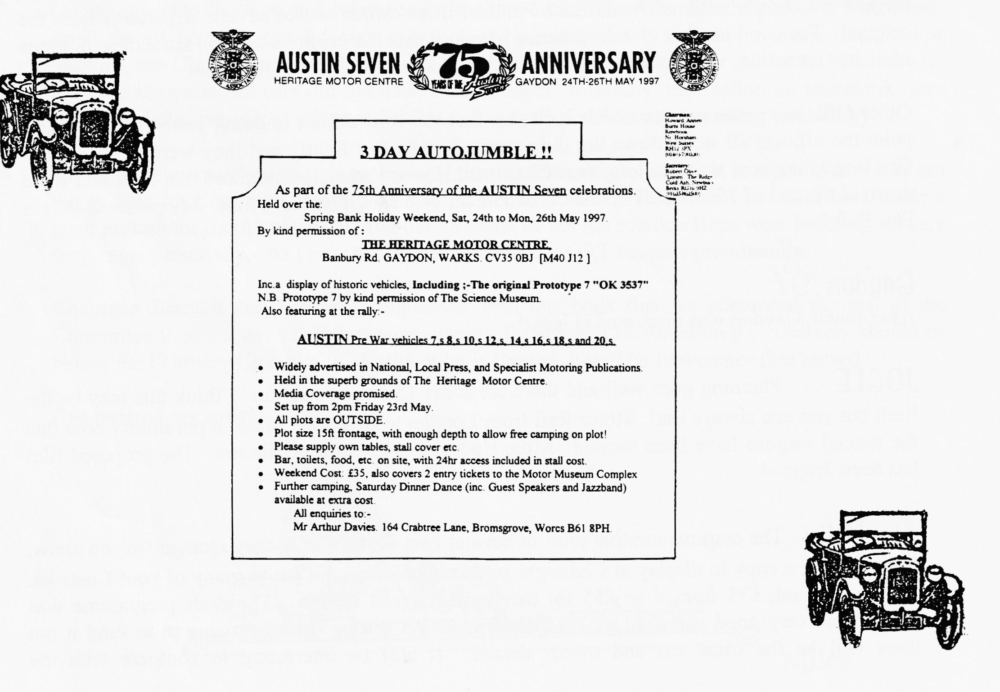 AUSTIN SEVEN CLUBS ASSOCIATION
AUSTIN SEVEN
HERITAGE MOTOR CENTRE
75
YEARS OF THE Austin Seven
ANNIVERSARY
GAYDON 24TH-26TH MAY 1997
AUSTIN SEVEN CLUBS ASSOCIATION
Chairman:
Howard Annett
Burnt House
Rowhook
Nr Horsham
West Sussex
RH12
Secretary:
Robert
The Ridge
Cold Ash, Newbury
Berks RG16 9HZ
3 DAY AUTOJUMBLE !!
As part of the 75th Anniversary of the AUSTIN Seven celebrations.
Held over the:
Spring Bank Holiday Weekend, Sat, 24th to Mon, 26th May 1997.
By kind permission of :
THE HERITAGE MOTOR CENTRE.
Banbury Rd. GAYDON, WARKS. CV35 0BJ [M40 J12 ]
Inc.a display of historic vehicles, Including ;-The original Prototype 7 "OK 3537"
N.B. Prototype 7 by kind permission of The Science Museum.
Also featuring at the rally:-
AUSTIN Pre War vehicles 7,s 8,s 10,s 12,s, 14,s 16,s 18,s and 20,s.
• Widely advertised in National, Local Press, and Specialist Motoring Publications.
• Held in the superb grounds of The Heritage Motor Centre.
• Media Coverage promised.
• Set up from 2pm Friday 23rd May.
• All plots are OUTSIDE.
• Plot size 15ft frontage, with enough depth to allow free camping on plot!
• Please supply own tables, stall cover etc.
• Bar, toilets, food, etc. on site, with 24hr access included in stall cost.
• Weekend Cost: £35, also covers 2 entry tickets to the Motor Museum Complex
• Further camping, Saturday Dinner Dance (inc. Guest Speakers and Jazzband)
available at extra cost.
All enquiries to:-
Mr Arthur Davies. 164 Crabtree Lane, Bromsgrove, Worcs B61 8PH.